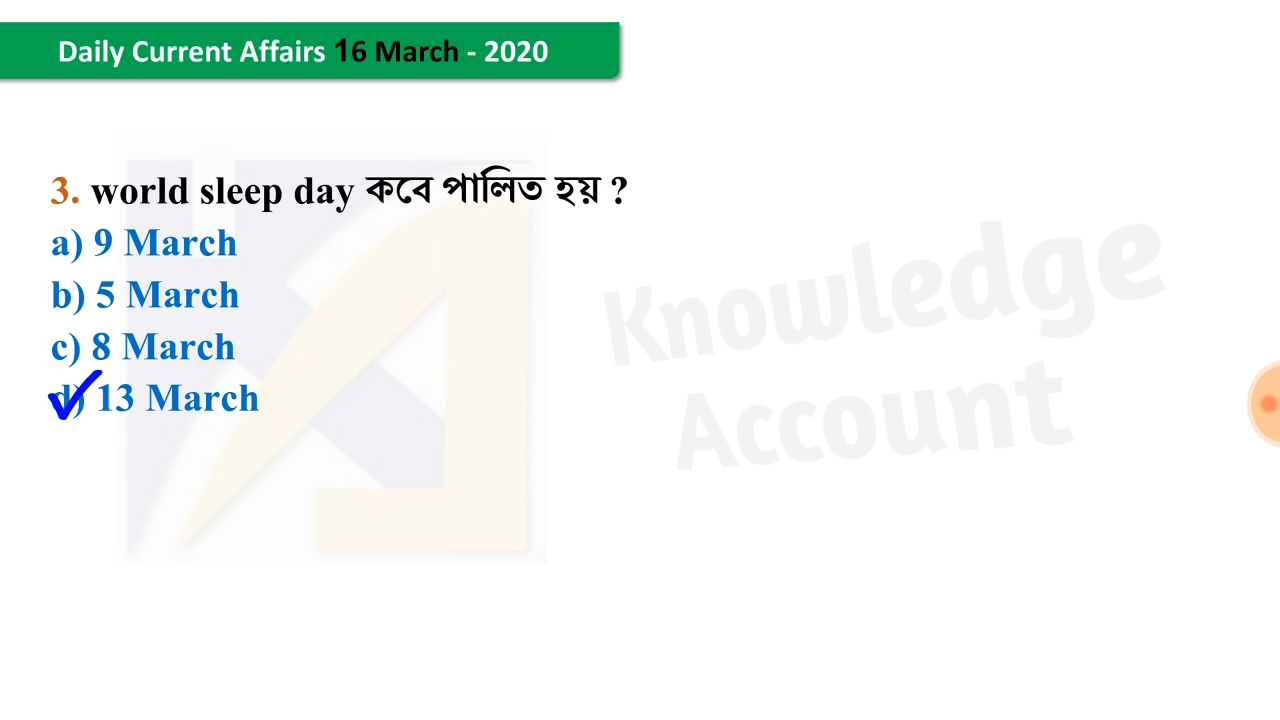 Daily Current Affairs 16 March - 2020
3. world sleep day কবে পালিত হয় ?
a) 9 March
b) 5 March
c) 8 March
d) 13 March
Knowledge
Account